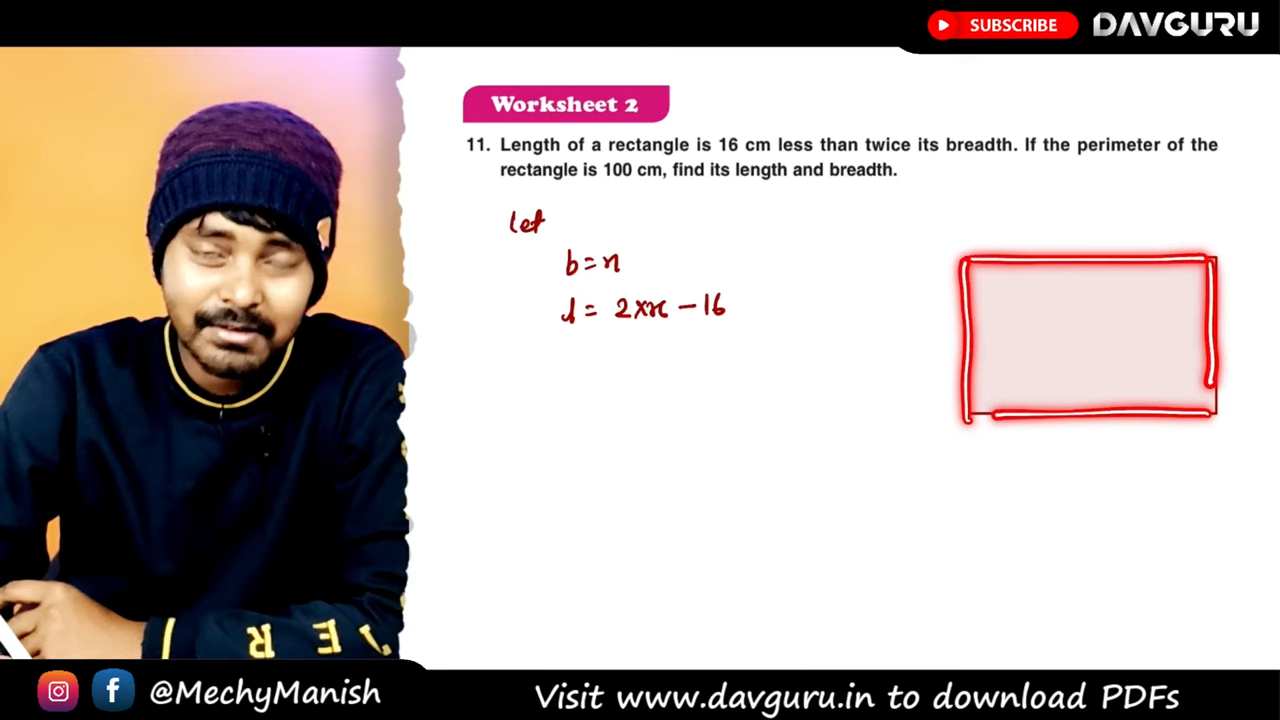 SUBSCRIBE DAVGURU
Worksheet 2
11. Length of a rectangle is 16 cm less than twice its breadth. If the perimeter of the
rectangle is 100 cm, find its length and breadth.
let
b = x
l = 2 × x - 16
ER
@MechyManish
Visit www.davguru.in to download PDFs